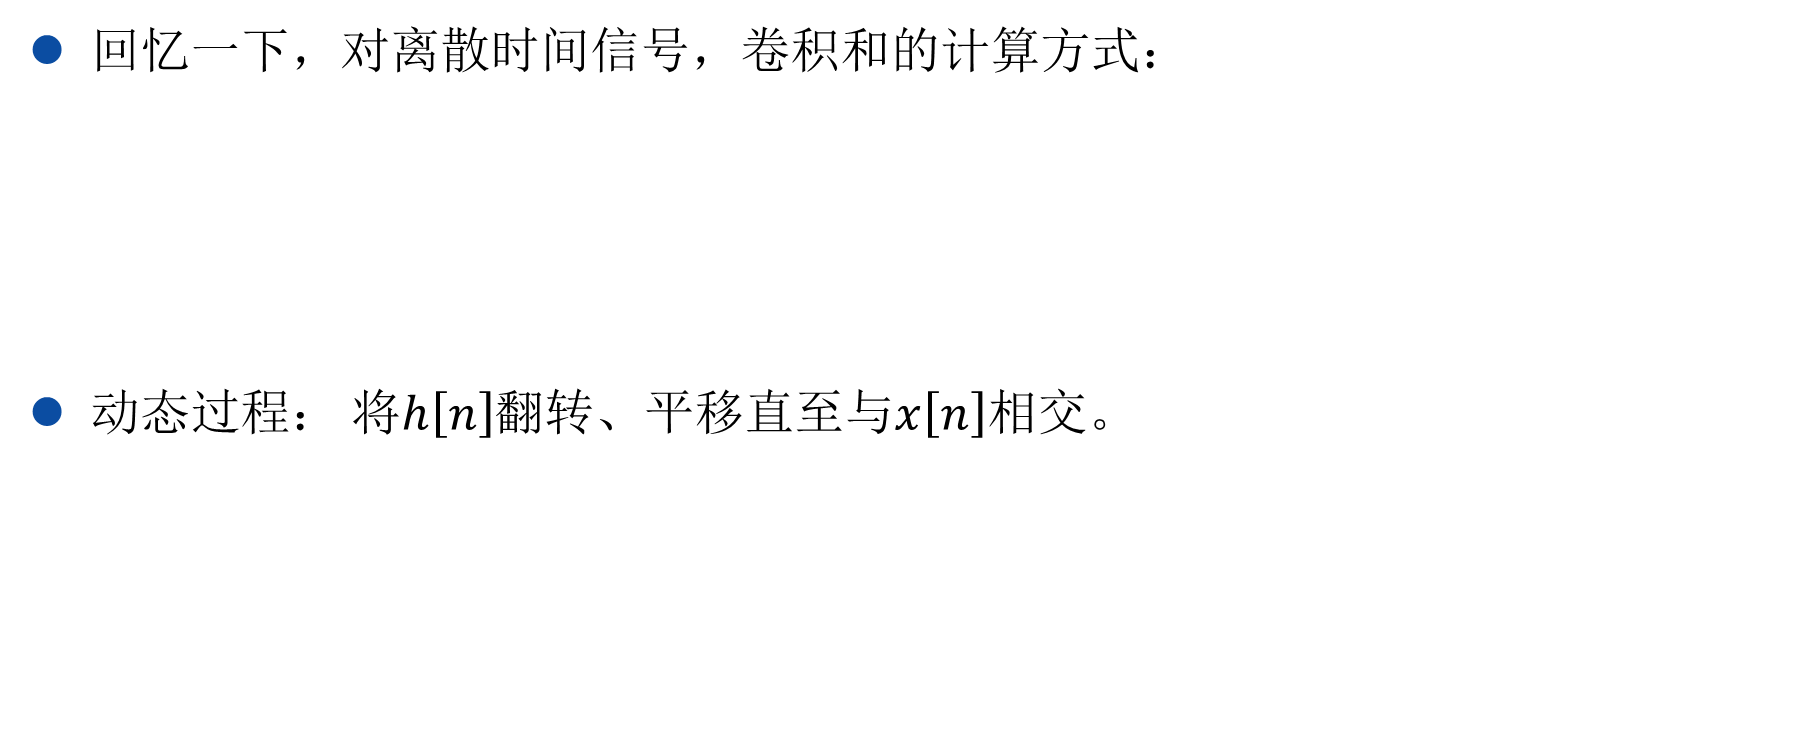 ● 回忆一下，对离散时间信号，卷积和的计算方式：
● 动态过程： 将h[n]翻转、平移直至与x[n]相交。